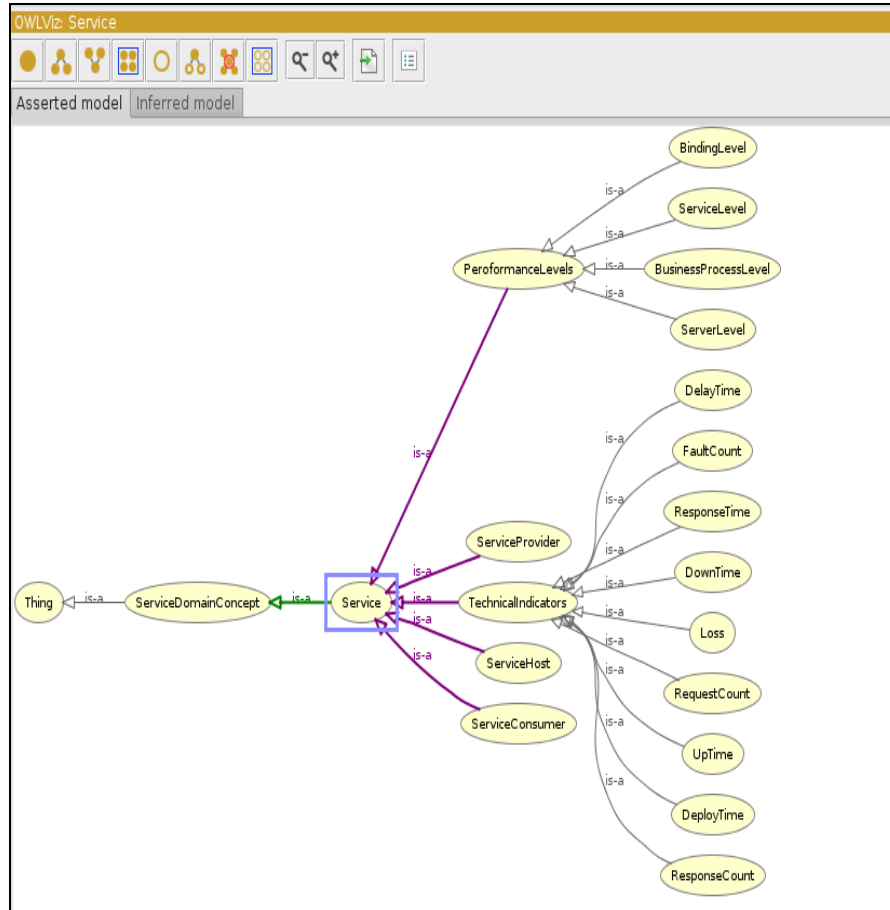 OWLViz: Service
Asserted model Inferred model
BindingLevel
is-a
ServiceLevel
is-a
PeroformanceLevels
is-a
BusinessProcessLevel
is-a
ServerLevel
DelayTime
is-a
is-a
FaultCount
is-a
ResponseTime
is-a
ServiceProvider
is-a
DownTime
is-a
is-a
Thing
is-a
ServiceDomainConcept
is-a
Service
is-a
TechnicalIndicators
is-a
Loss
is-a
ServiceHost
is-a
is-a
RequestCount
ServiceConsumer
is-a
UpTime
is-a
DeployTime
ResponseCount